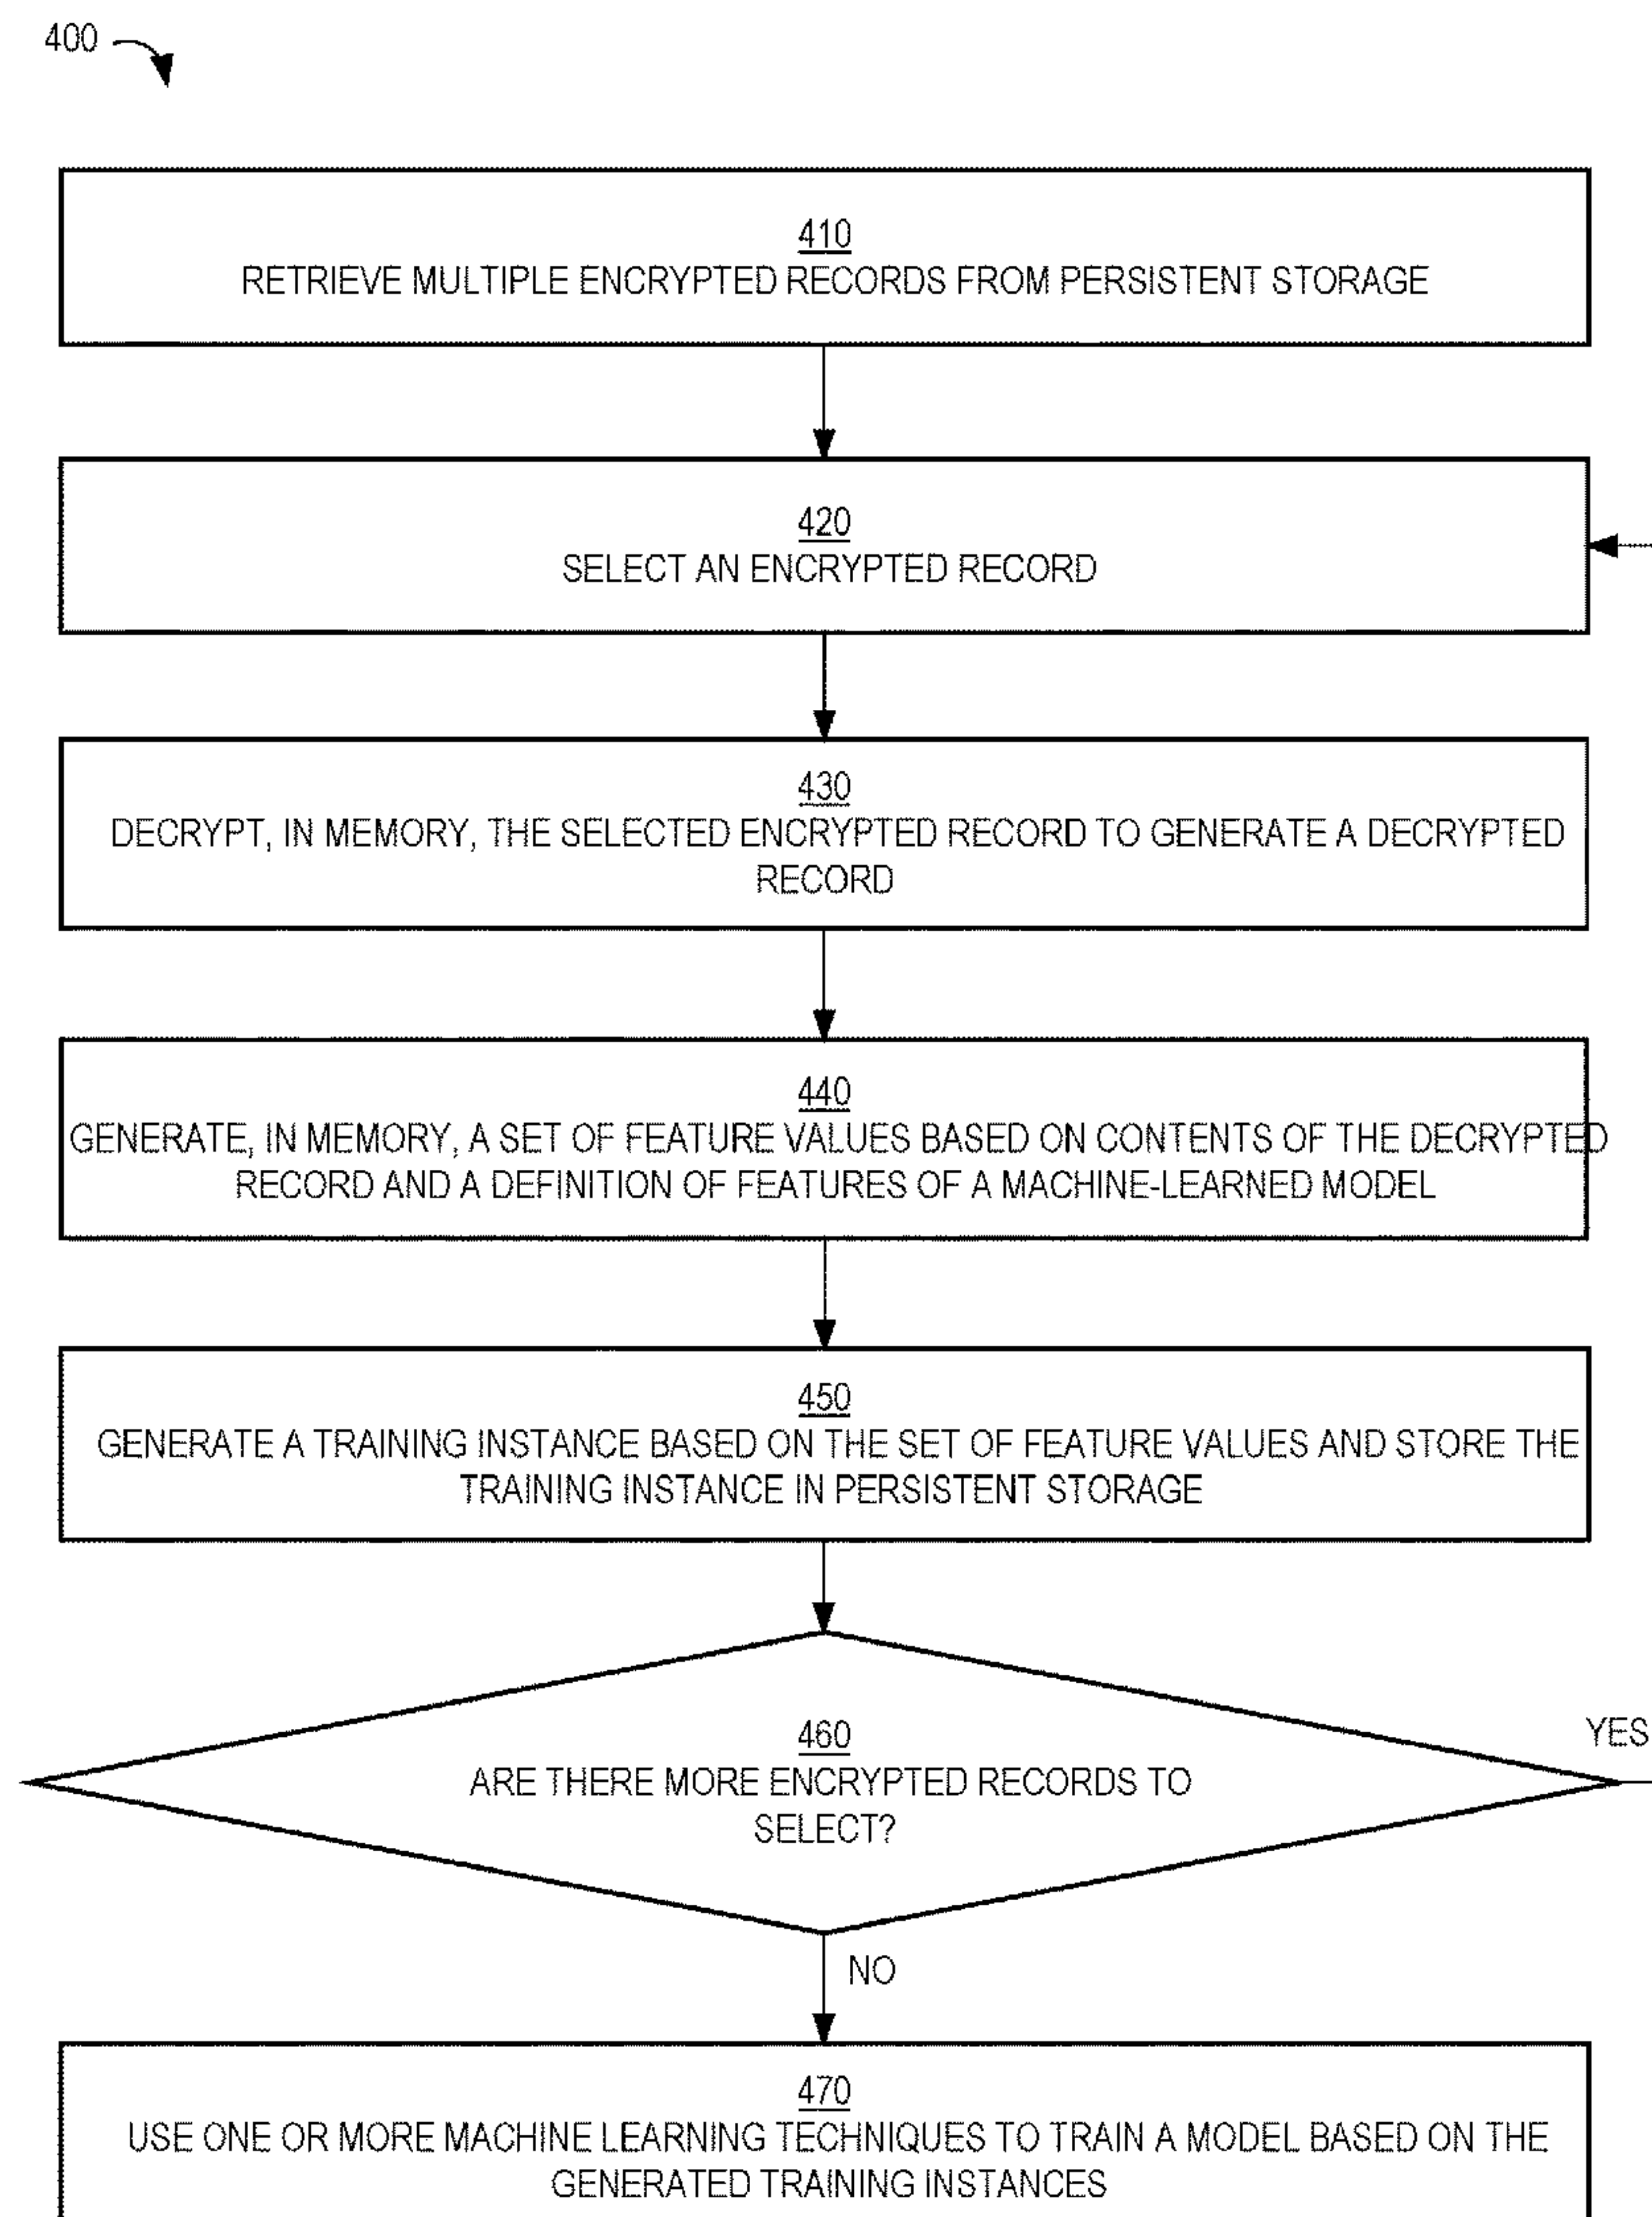 400
410
RETRIEVE MULTIPLE ENCRYPTED RECORDS FROM PERSISTENT STORAGE
420
SELECT AN ENCRYPTED RECORD
430
DECRYPT, IN MEMORY, THE SELECTED ENCRYPTED RECORD TO GENERATE A DECRYPTED
RECORD
440
GENERATE, IN MEMORY, A SET OF FEATURE VALUES BASED ON CONTENTS OF THE DECRYPTED
RECORD AND A DEFINITION OF FEATURES OF A MACHINE-LEARNED MODEL
450
GENERATE A TRAINING INSTANCE BASED ON THE SET OF FEATURE VALUES AND STORE THE
TRAINING INSTANCE IN PERSISTENT STORAGE
460
ARE THERE MORE ENCRYPTED RECORDS TO
SELECT?
YES
NO
470
USE ONE OR MORE MACHINE LEARNING TECHNIQUES TO TRAIN A MODEL BASED ON THE
GENERATED TRAINING INSTANCES